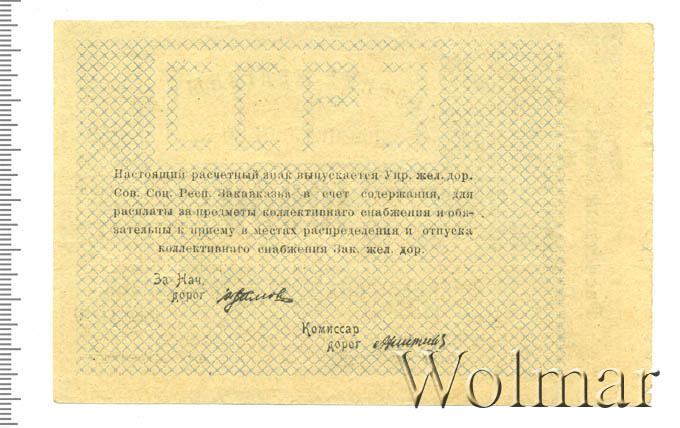 Настоящий расчетный знак выпускается Упр. жел. дор.
Сов. Соц. Респ. Закавказья в счет содержания, для
расплаты за предметы коллективнаго снабжения и обя-
зательны к приему в местах распределения и отпуска
коллективнаго снабжения Зак. жел. дор.
За Нач.
дорог
Комиссар
дорог
Wolmar